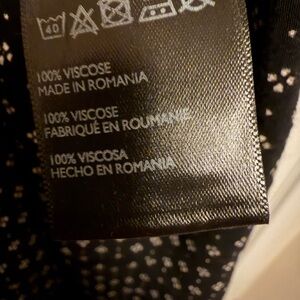 40
100% VISCOSE
MADE IN ROMANIA
100% VISCOSE
FABRIQUÉ EN ROUMANIE
100% VISCOSA
HECHO EN ROMANIA